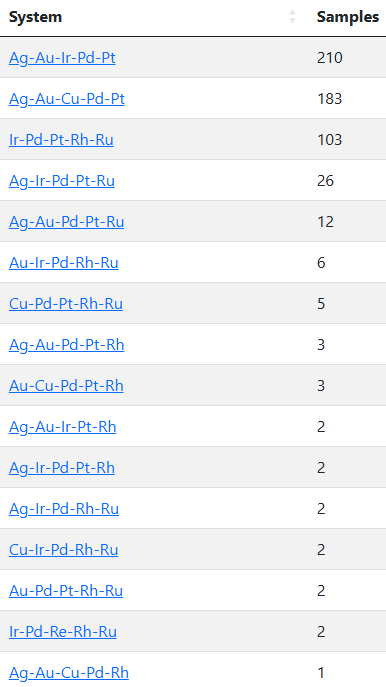 System Samples
Ag-Au-Ir-Pd-Pt 210
Ag-Au-Cu-Pd-Pt 183
Ir-Pd-Pt-Rh-Ru 103
Ag-Ir-Pd-Pt-Ru 26
Ag-Au-Pd-Pt-Ru 12
Au-Ir-Pd-Rh-Ru 6
Cu-Pd-Pt-Rh-Ru 5
Ag-Au-Pd-Pt-Rh 3
Au-Cu-Pd-Pt-Rh 3
Ag-Au-Ir-Pt-Rh 2
Ag-Ir-Pd-Pt-Rh 2
Ag-Ir-Pd-Rh-Ru 2
Cu-Ir-Pd-Rh-Ru 2
Au-Pd-Pt-Rh-Ru 2
Ir-Pd-Re-Rh-Ru 2
Ag-Au-Cu-Pd-Rh 1